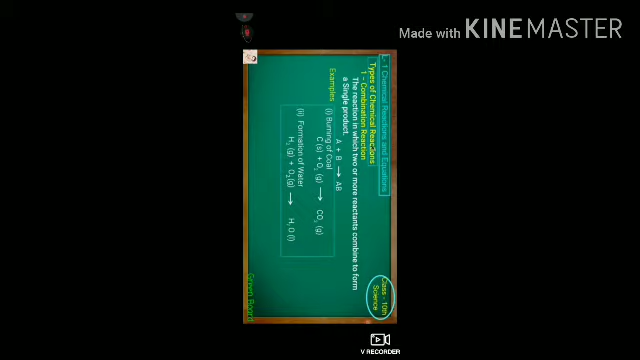 Made with KINEMASTER
L-1 Chemical Reactions and Equations
Class - 10th
Science
Types of Chemical Reactions:
1 - Combination Reaction
The reaction in which two or more reactants combine to form
a Single product.
A + B → AB
Examples
(i) Burning of Coal
C (s) + O₂ (g) → CO₂ (g)
(ii) Formation of Water
H₂ (g) + O₂(g) → H₂O (l)
Green Board
V RECORDER